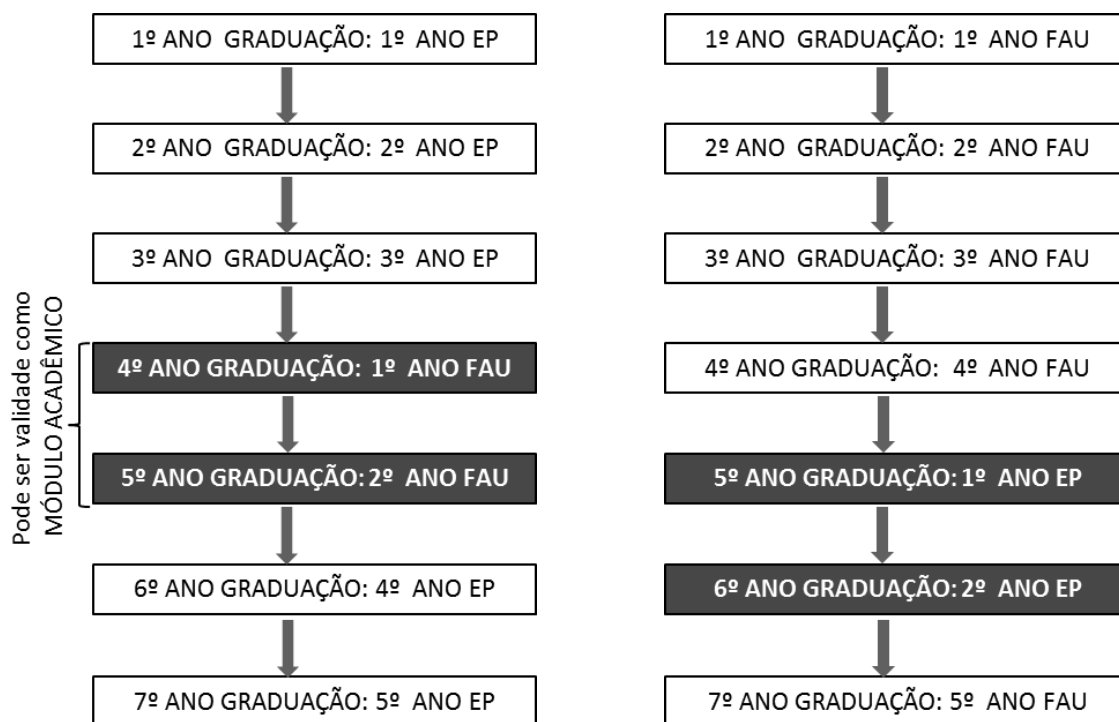 1º ANO GRADUAÇÃO: 1º ANO EP
2º ANO GRADUAÇÃO: 2º ANO EP
3º ANO GRADUAÇÃO: 3º ANO EP
Pode ser validade como
MÓDULO ACADÊMICO
4º ANO GRADUAÇÃO: 1º ANO FAU
5º ANO GRADUAÇÃO: 2º ANO FAU
6º ANO GRADUAÇÃO: 4º ANO EP
7º ANO GRADUAÇÃO: 5º ANO EP
1º ANO GRADUAÇÃO: 1º ANO FAU
2º ANO GRADUAÇÃO: 2º ANO FAU
3º ANO GRADUAÇÃO: 3º ANO FAU
4º ANO GRADUAÇÃO: 4º ANO FAU
5º ANO GRADUAÇÃO: 1º ANO EP
6º ANO GRADUAÇÃO: 2º ANO EP
7º ANO GRADUAÇÃO: 5º ANO FAU